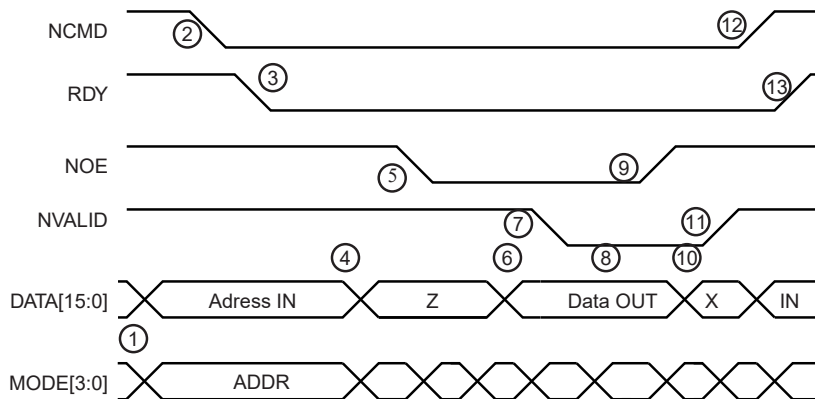 NCMD 2 12
RDY 3 13
NOE 5 9
NVALID 7 11
4 6 8 10
DATA[15:0] Adress IN Z Data OUT X IN
1
MODE[3:0] ADDR